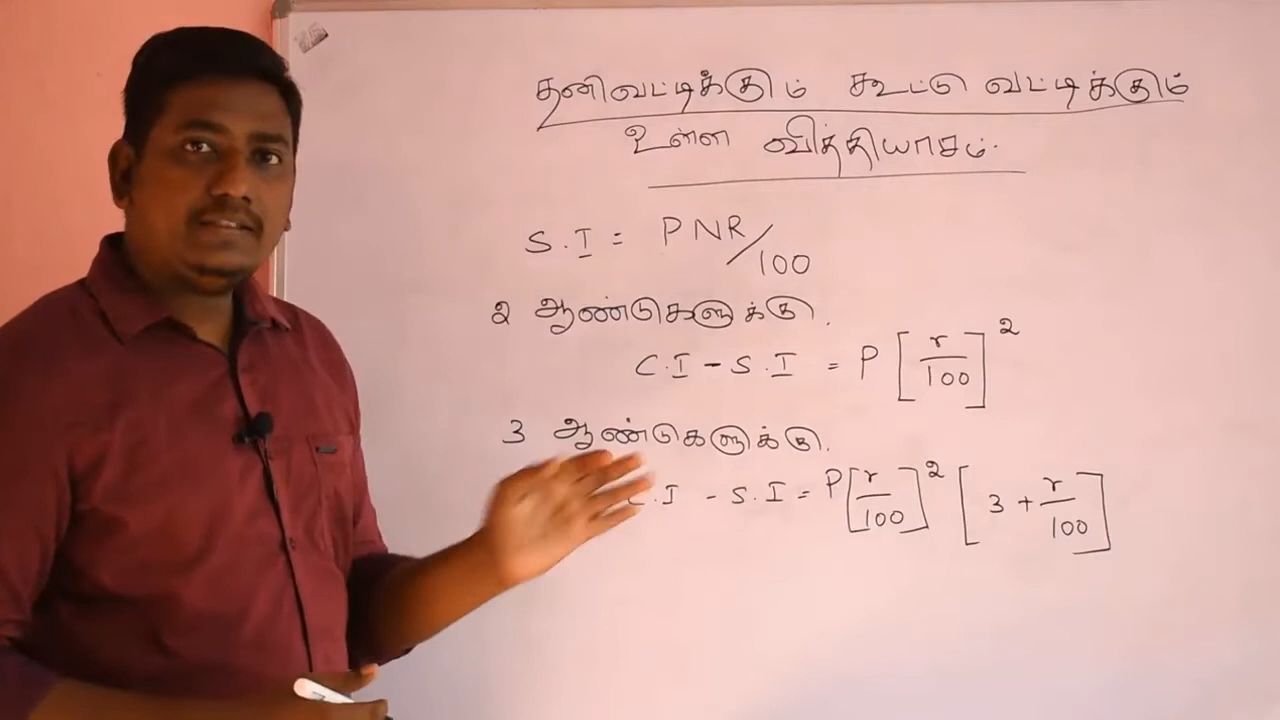 தனிவட்டிக்கும் கூட்டு வட்டிக்கும்
உள்ள வித்தியாசம்.
S.I = PNR/100
2 ஆண்டுகளுக்கு.
C.I - S.I = P [r/100]²
3 ஆண்டுகளுக்கு.
C.I - S.I = P [r/100]² [3 + r/100]